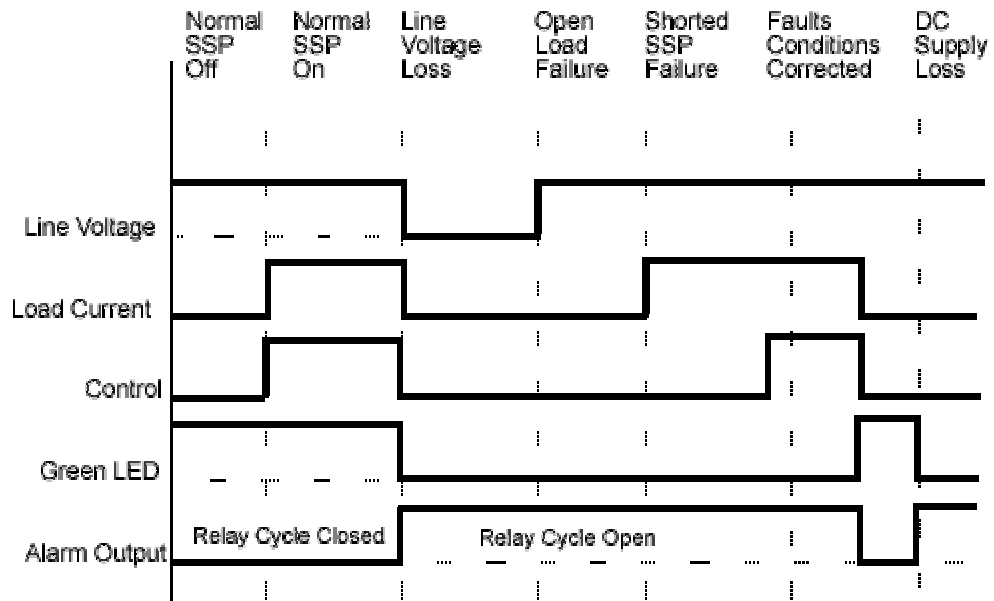 Normal
SSP
Off
Normal
SSP
On
Line
Voltage
Loss
Open
Load
Failure
Shorted
SSP
Failure
Faults
Conditions
Corrected
DC
Supply
Loss
Line Voltage
Load Current
Control
Green LED
Relay Cycle Closed
Relay Cycle Open
Alarm Output